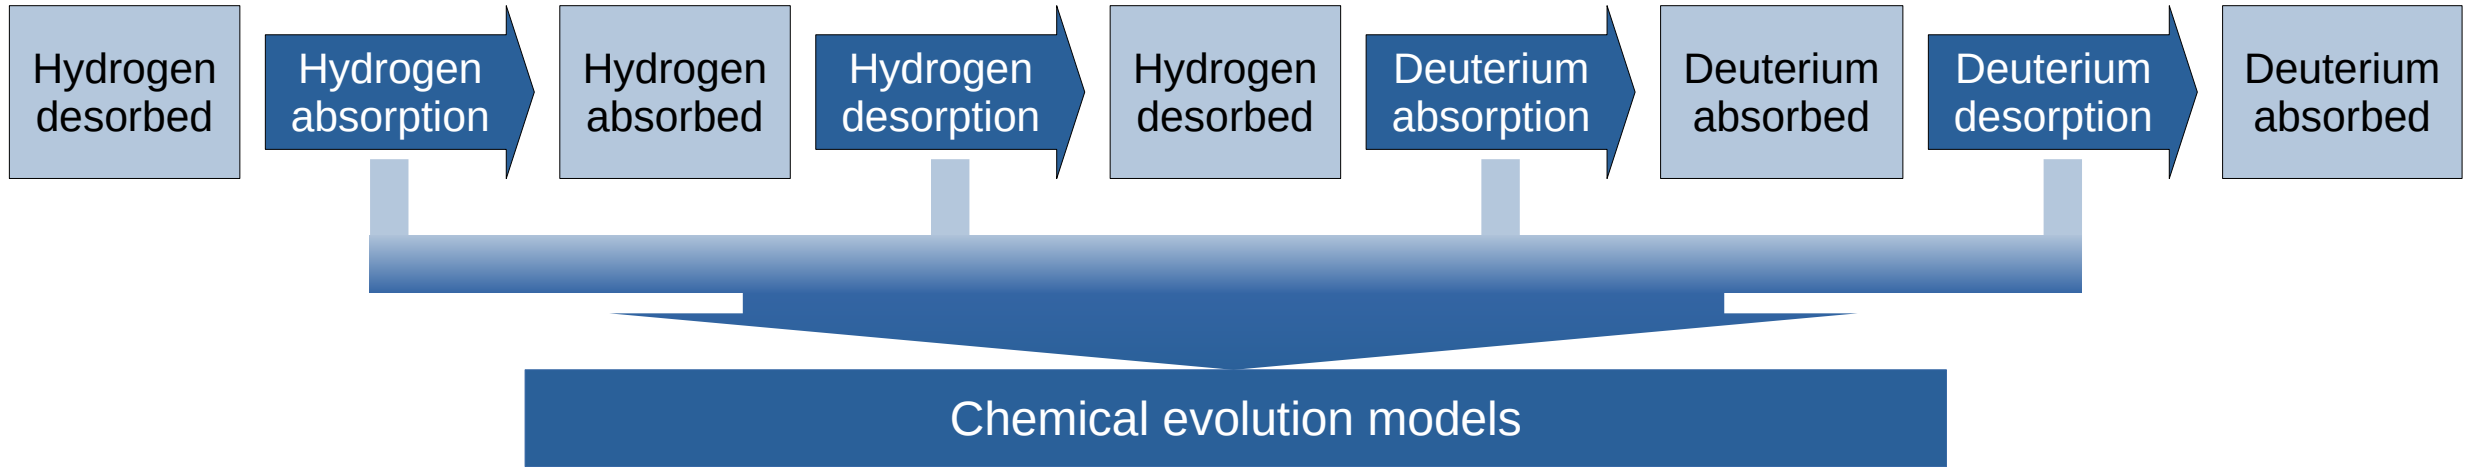 Hydrogen
desorbed
Hydrogen
absorption
Hydrogen
absorbed
Hydrogen
desorption
Hydrogen
desorbed
Deuterium
absorption
Deuterium
absorbed
Deuterium
desorption
Deuterium
absorbed
Chemical evolution models